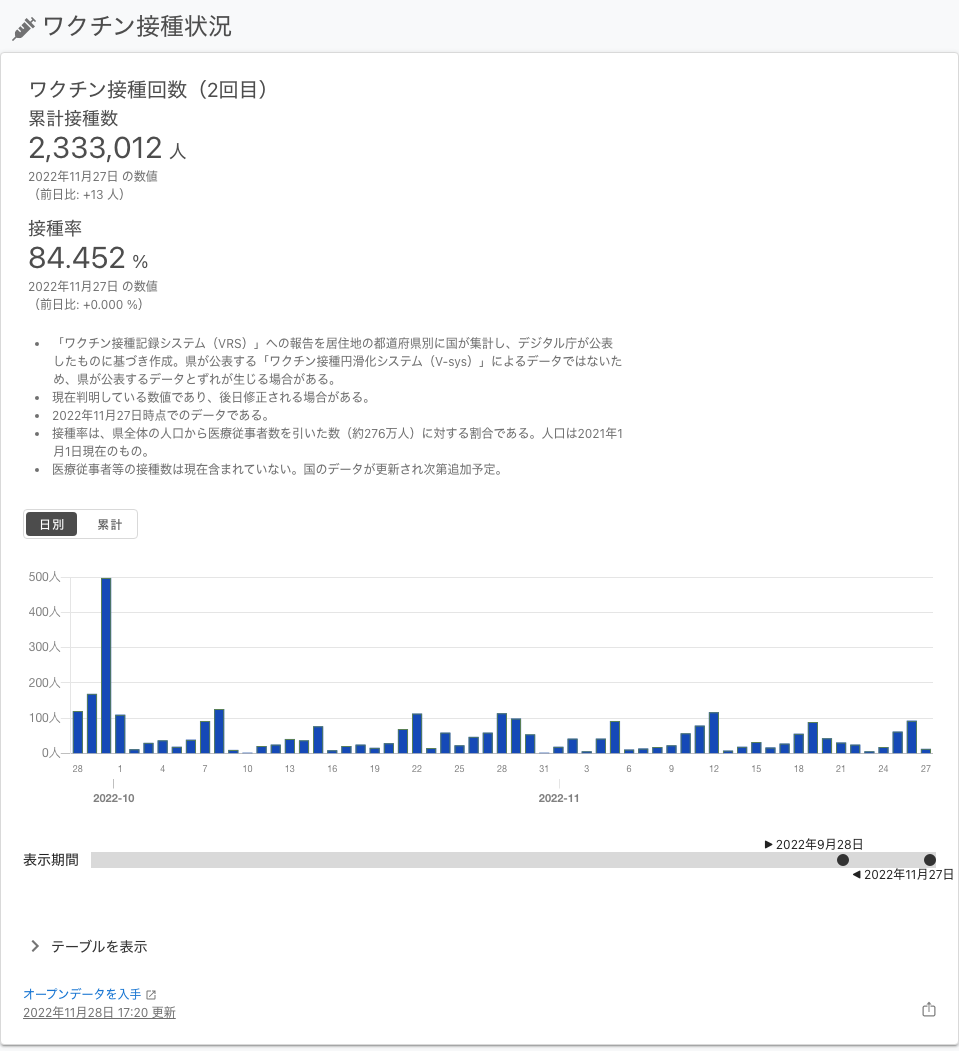 ワクチン接種状況
ワクチン接種回数（2回目）
累計接種数
2,333,012 人
2022年11月27日 の数値
（前日比: +13 人）
接種率
84.452 %
2022年11月27日 の数値
（前日比: +0.000 %）
• 「ワクチン接種記録システム（VRS）」への報告を居住地の都道府県別に国が集計し、デジタル庁が公表
したものに基づき作成。県が公表する「ワクチン接種円滑化システム（V-sys）」によるデータではないた
め、県が公表するデータとずれが生じる場合がある。
• 現在判明している数値であり、後日修正される場合がある。
• 2022年11月27日時点でのデータである。
• 接種率は、県全体の人口から医療従事者数を引いた数（約276万人）に対する割合である。人口は2021年1
月1日現在のもの。
• 医療従事者等の接種数は現在含まれていない。国のデータが更新され次第追加予定。
日別 累計
500人
400人
300人
200人
100人
0人
28 1 4 7 10 13 16 19 22 25 28 31 3 6 9 12 15 18 21 24 27
2022-10 2022-11
▶ 2022年9月28日
表示期間
◀ 2022年11月27日
テーブルを表示
オープンデータを入手
2022年11月28日 17:20 更新